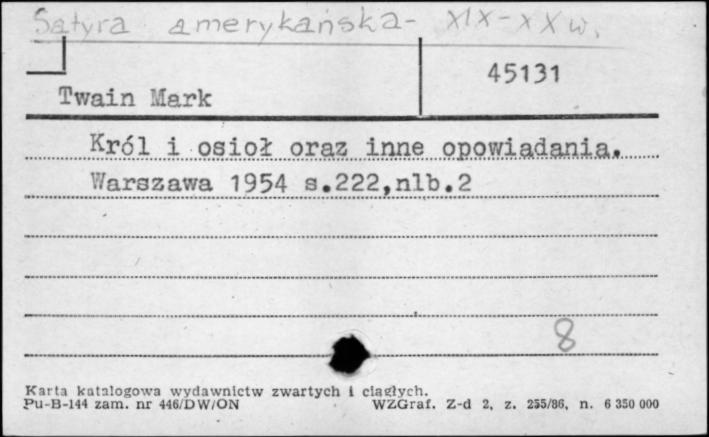 Satyra amerykańska- XIX-XX w.
45131
Twain Mark
Król i osioł oraz inne opowiadania.
Warszawa 1954 s.222,nlb.2
8
Karta katalogowa wydawnictw zwartych i ciągłych.
Pu-B-144 zam. nr 446/DW/ON WZGraf. Z-d 2, z. 255/86, n. 6 350 000